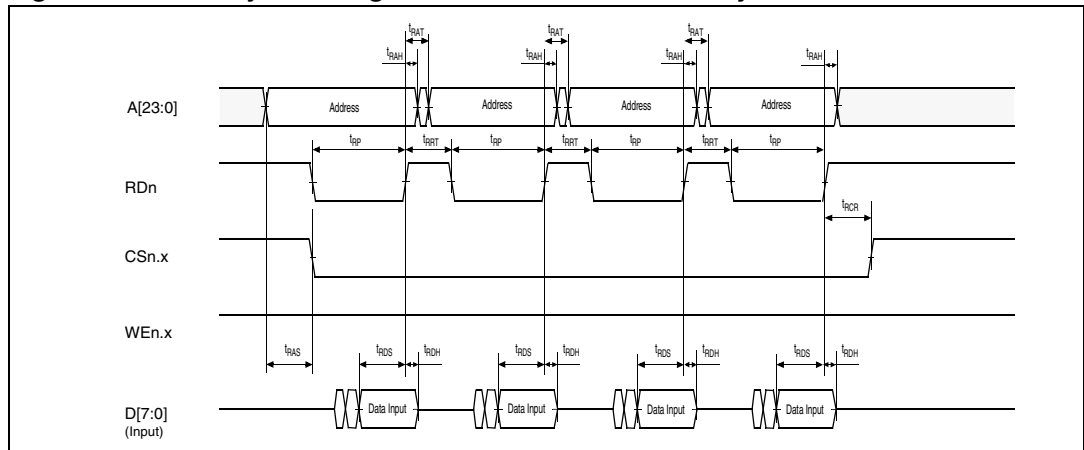 tRAT tRAT tRAT
tRAH tRAH tRAH tRAH
A[23:0] Address Address Address Address
tRP tRRT tRP tRRT tRP tRRT tRP
RDn
tRCR
CSn.x
WEn.x
tRAS tRDS tRDH tRDS tRDH tRDS tRDH tRDS tRDH
D[7:0] Data Input Data Input Data Input Data Input
(Input)